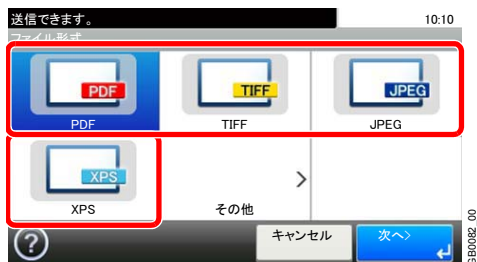 送信できます。 10:10
ファイル形式
PDF TIFF JPEG
PDF TIFF JPEG
XPS
XPS その他 >
? キャンセル 次へ>
GB0082_00